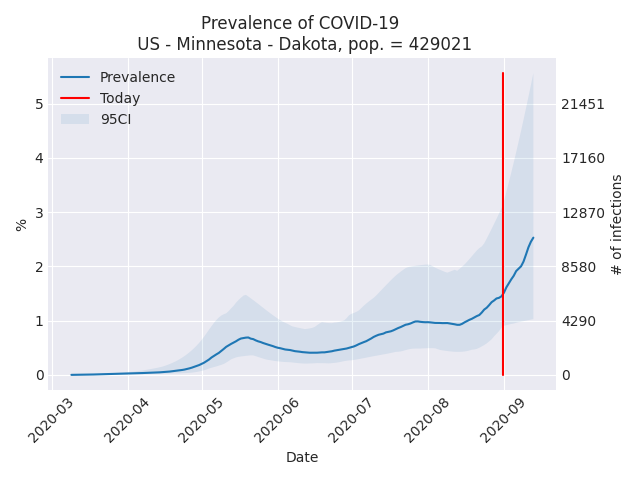 Prevalence of COVID-19
US - Minnesota - Dakota, pop. = 429021
Prevalence
Today
95CI
5
4
3
2
1
0
%
21451
17160
12870
8580
4290
0
# of infections
2020-03
2020-04
2020-05
2020-06
2020-07
2020-08
2020-09
Date